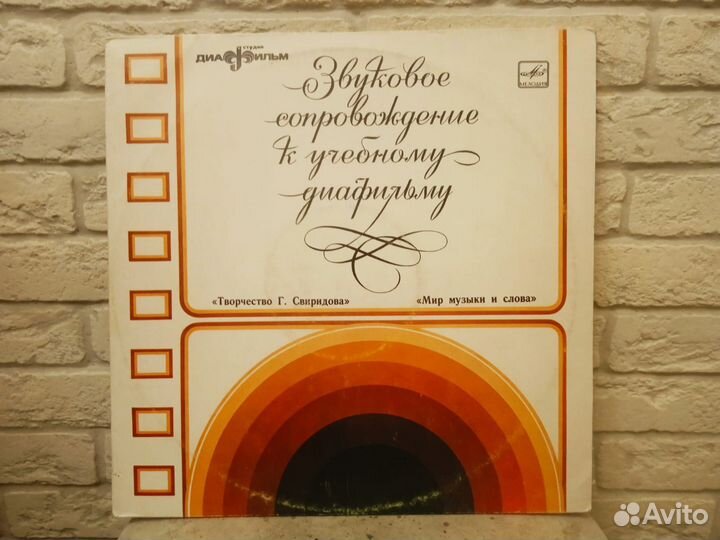 студия
ДИАФИЛЬМ
Звуковое
сопровождение
к учебному
диафильму
МЕЛОДИЯ
«Творчество Г. Свиридова» «Мир музыки и слова»
Avito